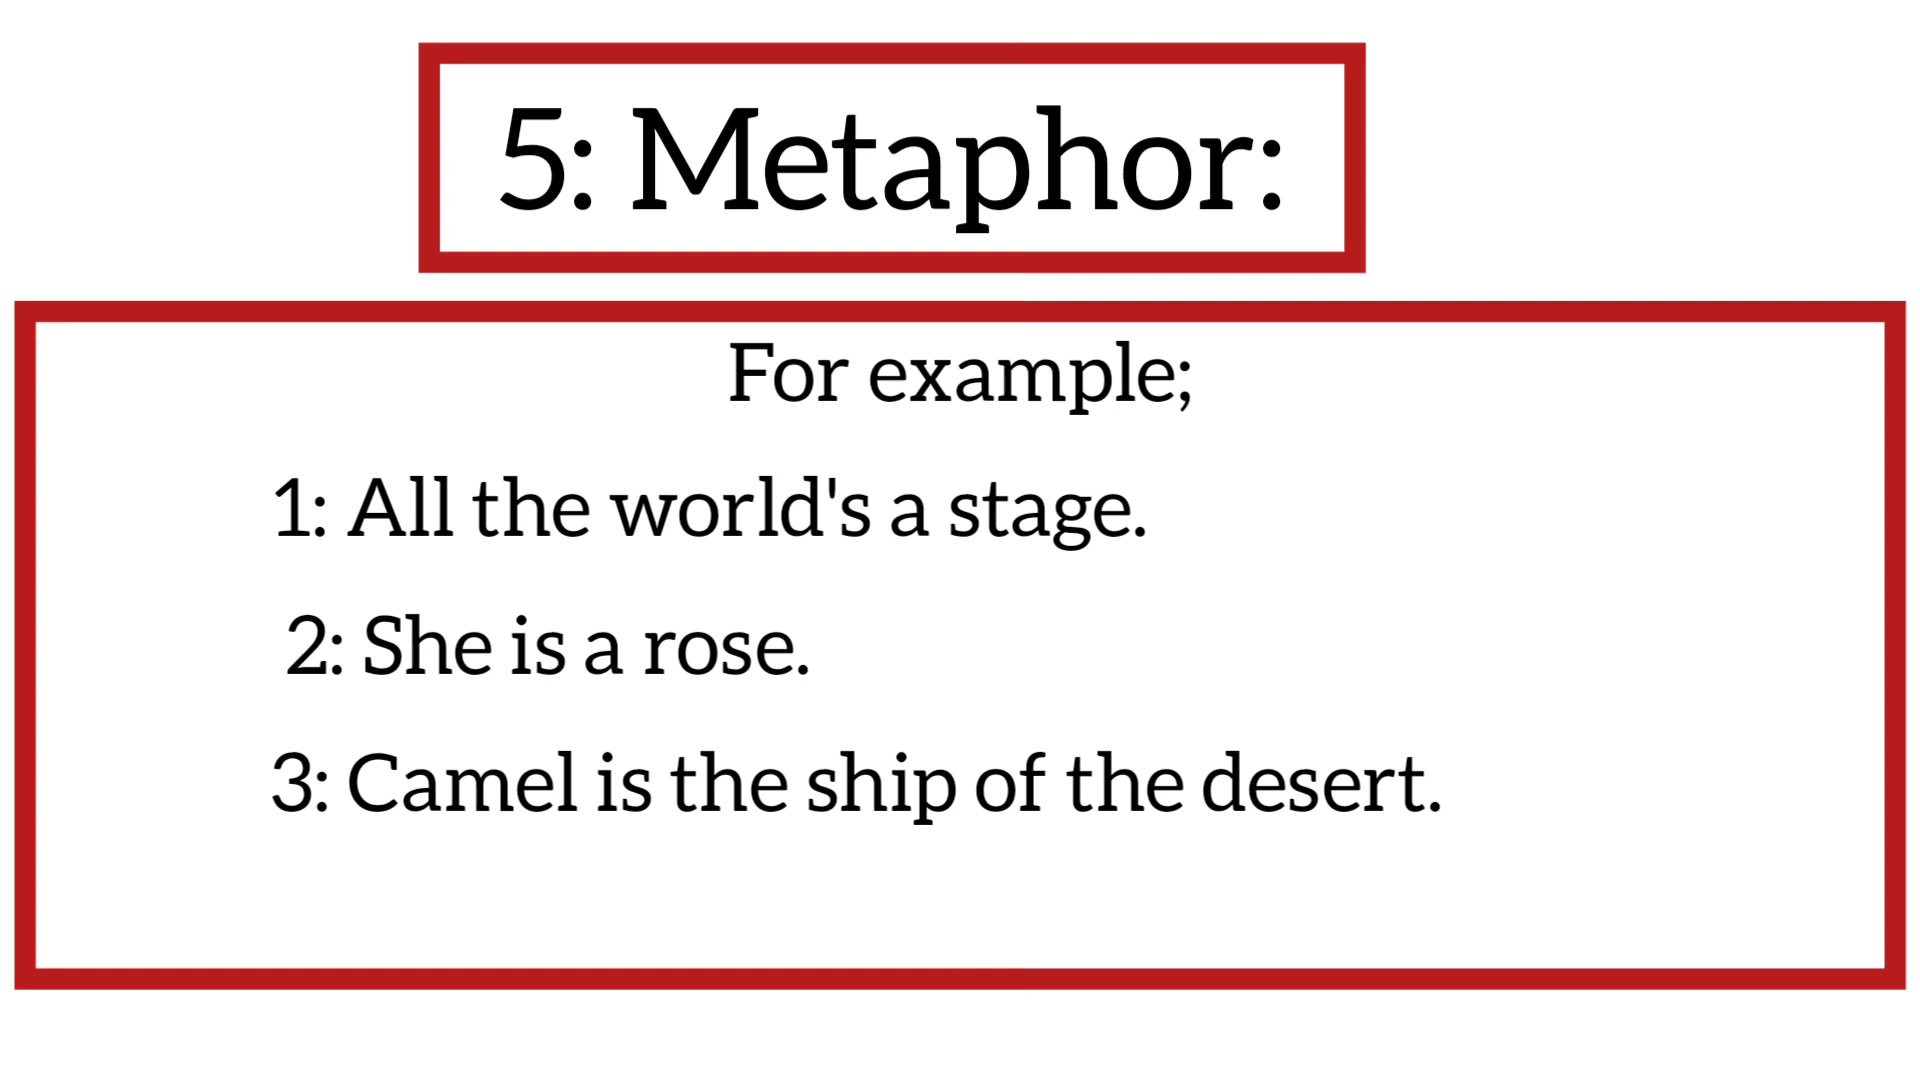 5: Metaphor:
For example;
1: All the world's a stage.
2: She is a rose.
3: Camel is the ship of the desert.